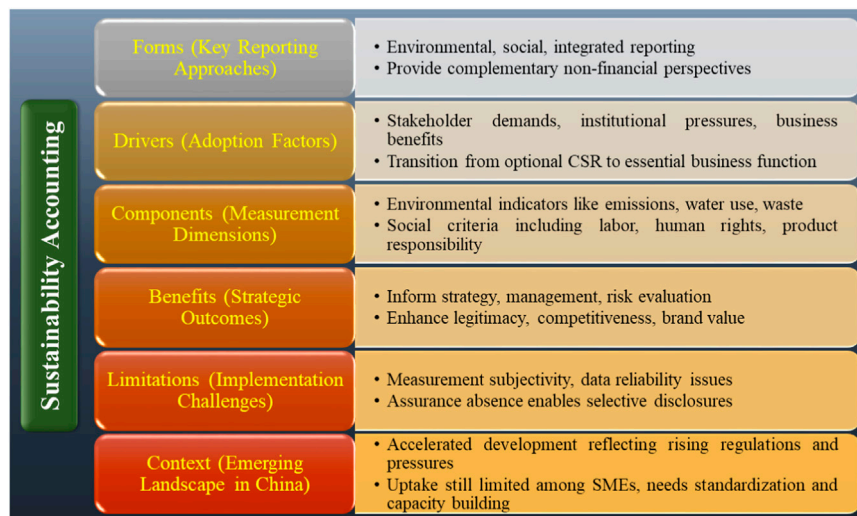 Sustainability Accounting
Forms (Key Reporting
Approaches)
• Environmental, social, integrated reporting
• Provide complementary non-financial perspectives
Drivers (Adoption Factors)
• Stakeholder demands, institutional pressures, business
benefits
• Transition from optional CSR to essential business function
Components (Measurement
Dimensions)
• Environmental indicators like emissions, water use, waste
• Social criteria including labor, human rights, product
responsibility
Benefits (Strategic
Outcomes)
• Inform strategy, management, risk evaluation
• Enhance legitimacy, competitiveness, brand value
Limitations (Implementation
Challenges)
• Measurement subjectivity, data reliability issues
• Assurance absence enables selective disclosures
Context (Emerging
Landscape in China)
• Accelerated development reflecting rising regulations and
pressures
• Uptake still limited among SMEs, needs standardization and
capacity building